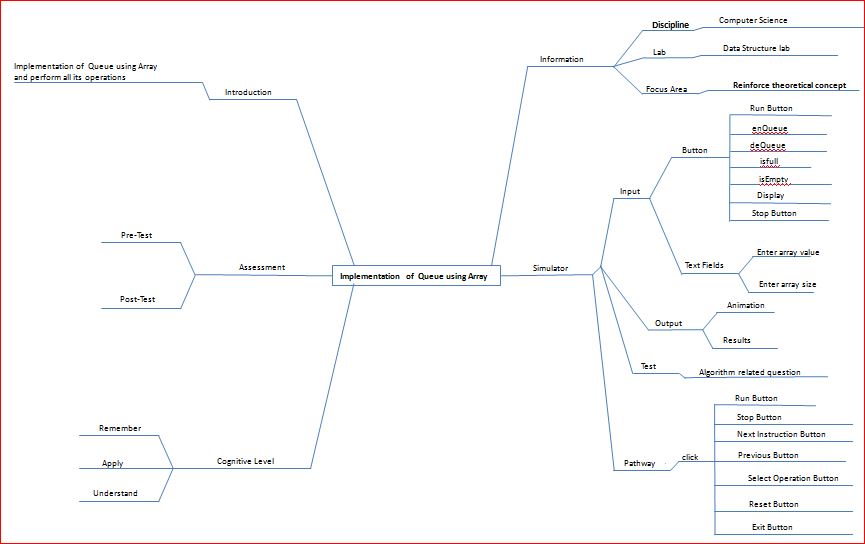 Implementation of Queue using Array
and perform all its operations
Introduction
Pre-Test
Assessment
Post-Test
Remember
Apply
Cognitive Level
Understand
Implementation of Queue using Array
Information
Discipline
Computer Science
Lab
Data Structure lab
Focus Area
Reinforce theoretical concept
Simulator
Input
Button
Run Button
enQueue
deQueue
isfull
isEmpty
Display
Stop Button
Text Fields
Enter array value
Enter array size
Output
Animation
Results
Test
Algorithm related question
Pathway
click
Run Button
Stop Button
Next Instruction Button
Previous Button
Select Operation Button
Reset Button
Exit Button